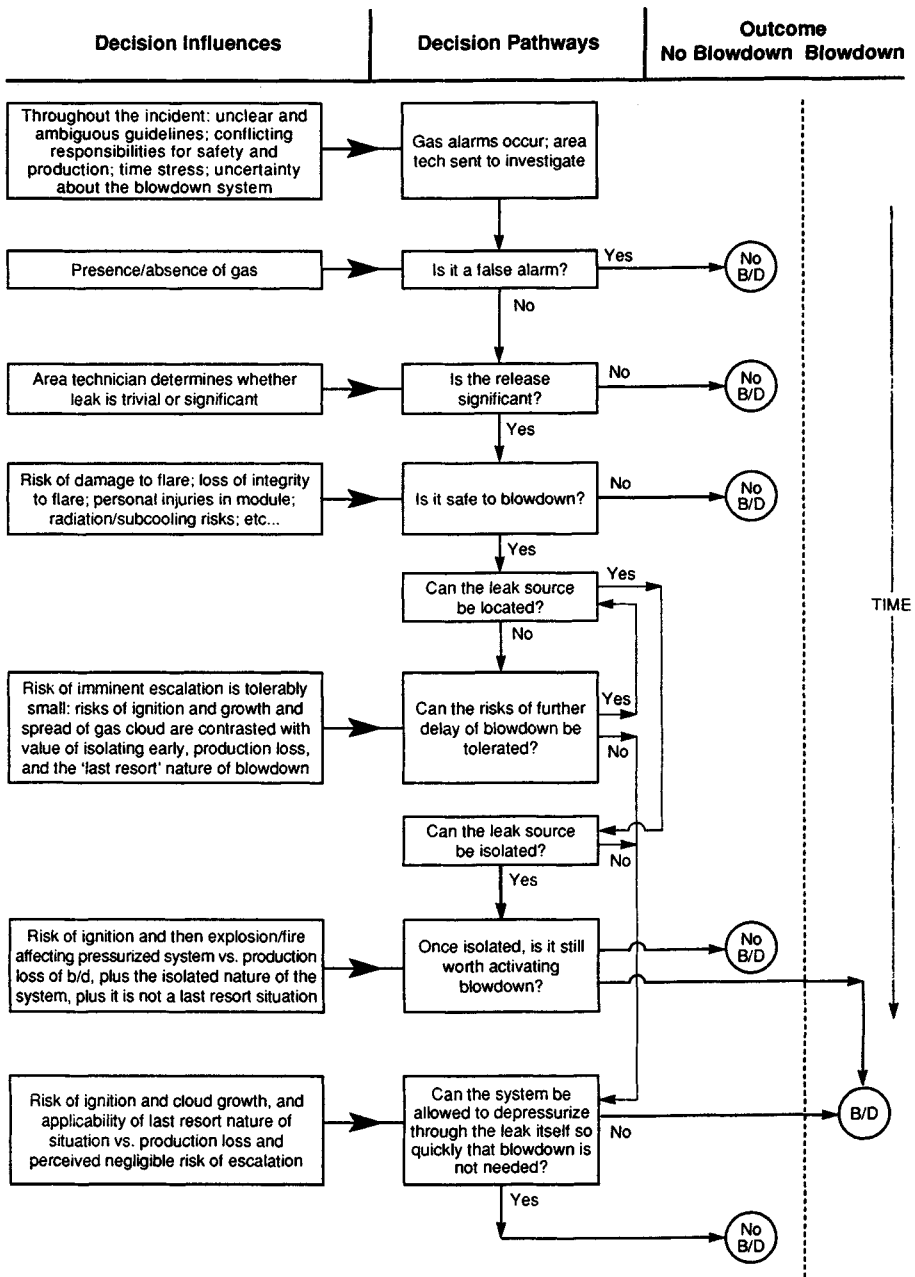 Decision Influences
Decision Pathways
Outcome
No Blowdown Blowdown
Throughout the incident: unclear and
ambiguous guidelines; conflicting
responsibilities for safety and
production; time stress; uncertainty
about the blowdown system
Gas alarms occur; area
tech sent to investigate
Presence/absence of gas
Is it a false alarm?
Yes
No
B/D
No
Area technician determines whether
leak is trivial or significant
Is the release
significant?
No
No
B/D
Yes
Risk of damage to flare; loss of integrity
to flare; personal injuries in module;
radiation/subcooling risks; etc...
Is it safe to blowdown?
No
No
B/D
Yes
Can the leak source
be located?
Yes
No
TIME
Risk of imminent escalation is tolerably
small: risks of ignition and growth and
spread of gas cloud are contrasted with
value of isolating early, production loss,
and the 'last resort' nature of blowdown
Can the risks of further
delay of blowdown be
tolerated?
Yes
No
Can the leak source
be isolated?
No
Yes
Risk of ignition and then explosion/fire
affecting pressurized system vs. production
loss of b/d, plus the isolated nature of the
system, plus it is not a last resort situation
Once isolated, is it still
worth activating
blowdown?
No
B/D
Risk of ignition and cloud growth, and
applicability of last resort nature of
situation vs. production loss and
perceived negligible risk of escalation
Can the system be
allowed to depressurize
through the leak itself so
quickly that blowdown is
not needed?
No
B/D
Yes
No
B/D